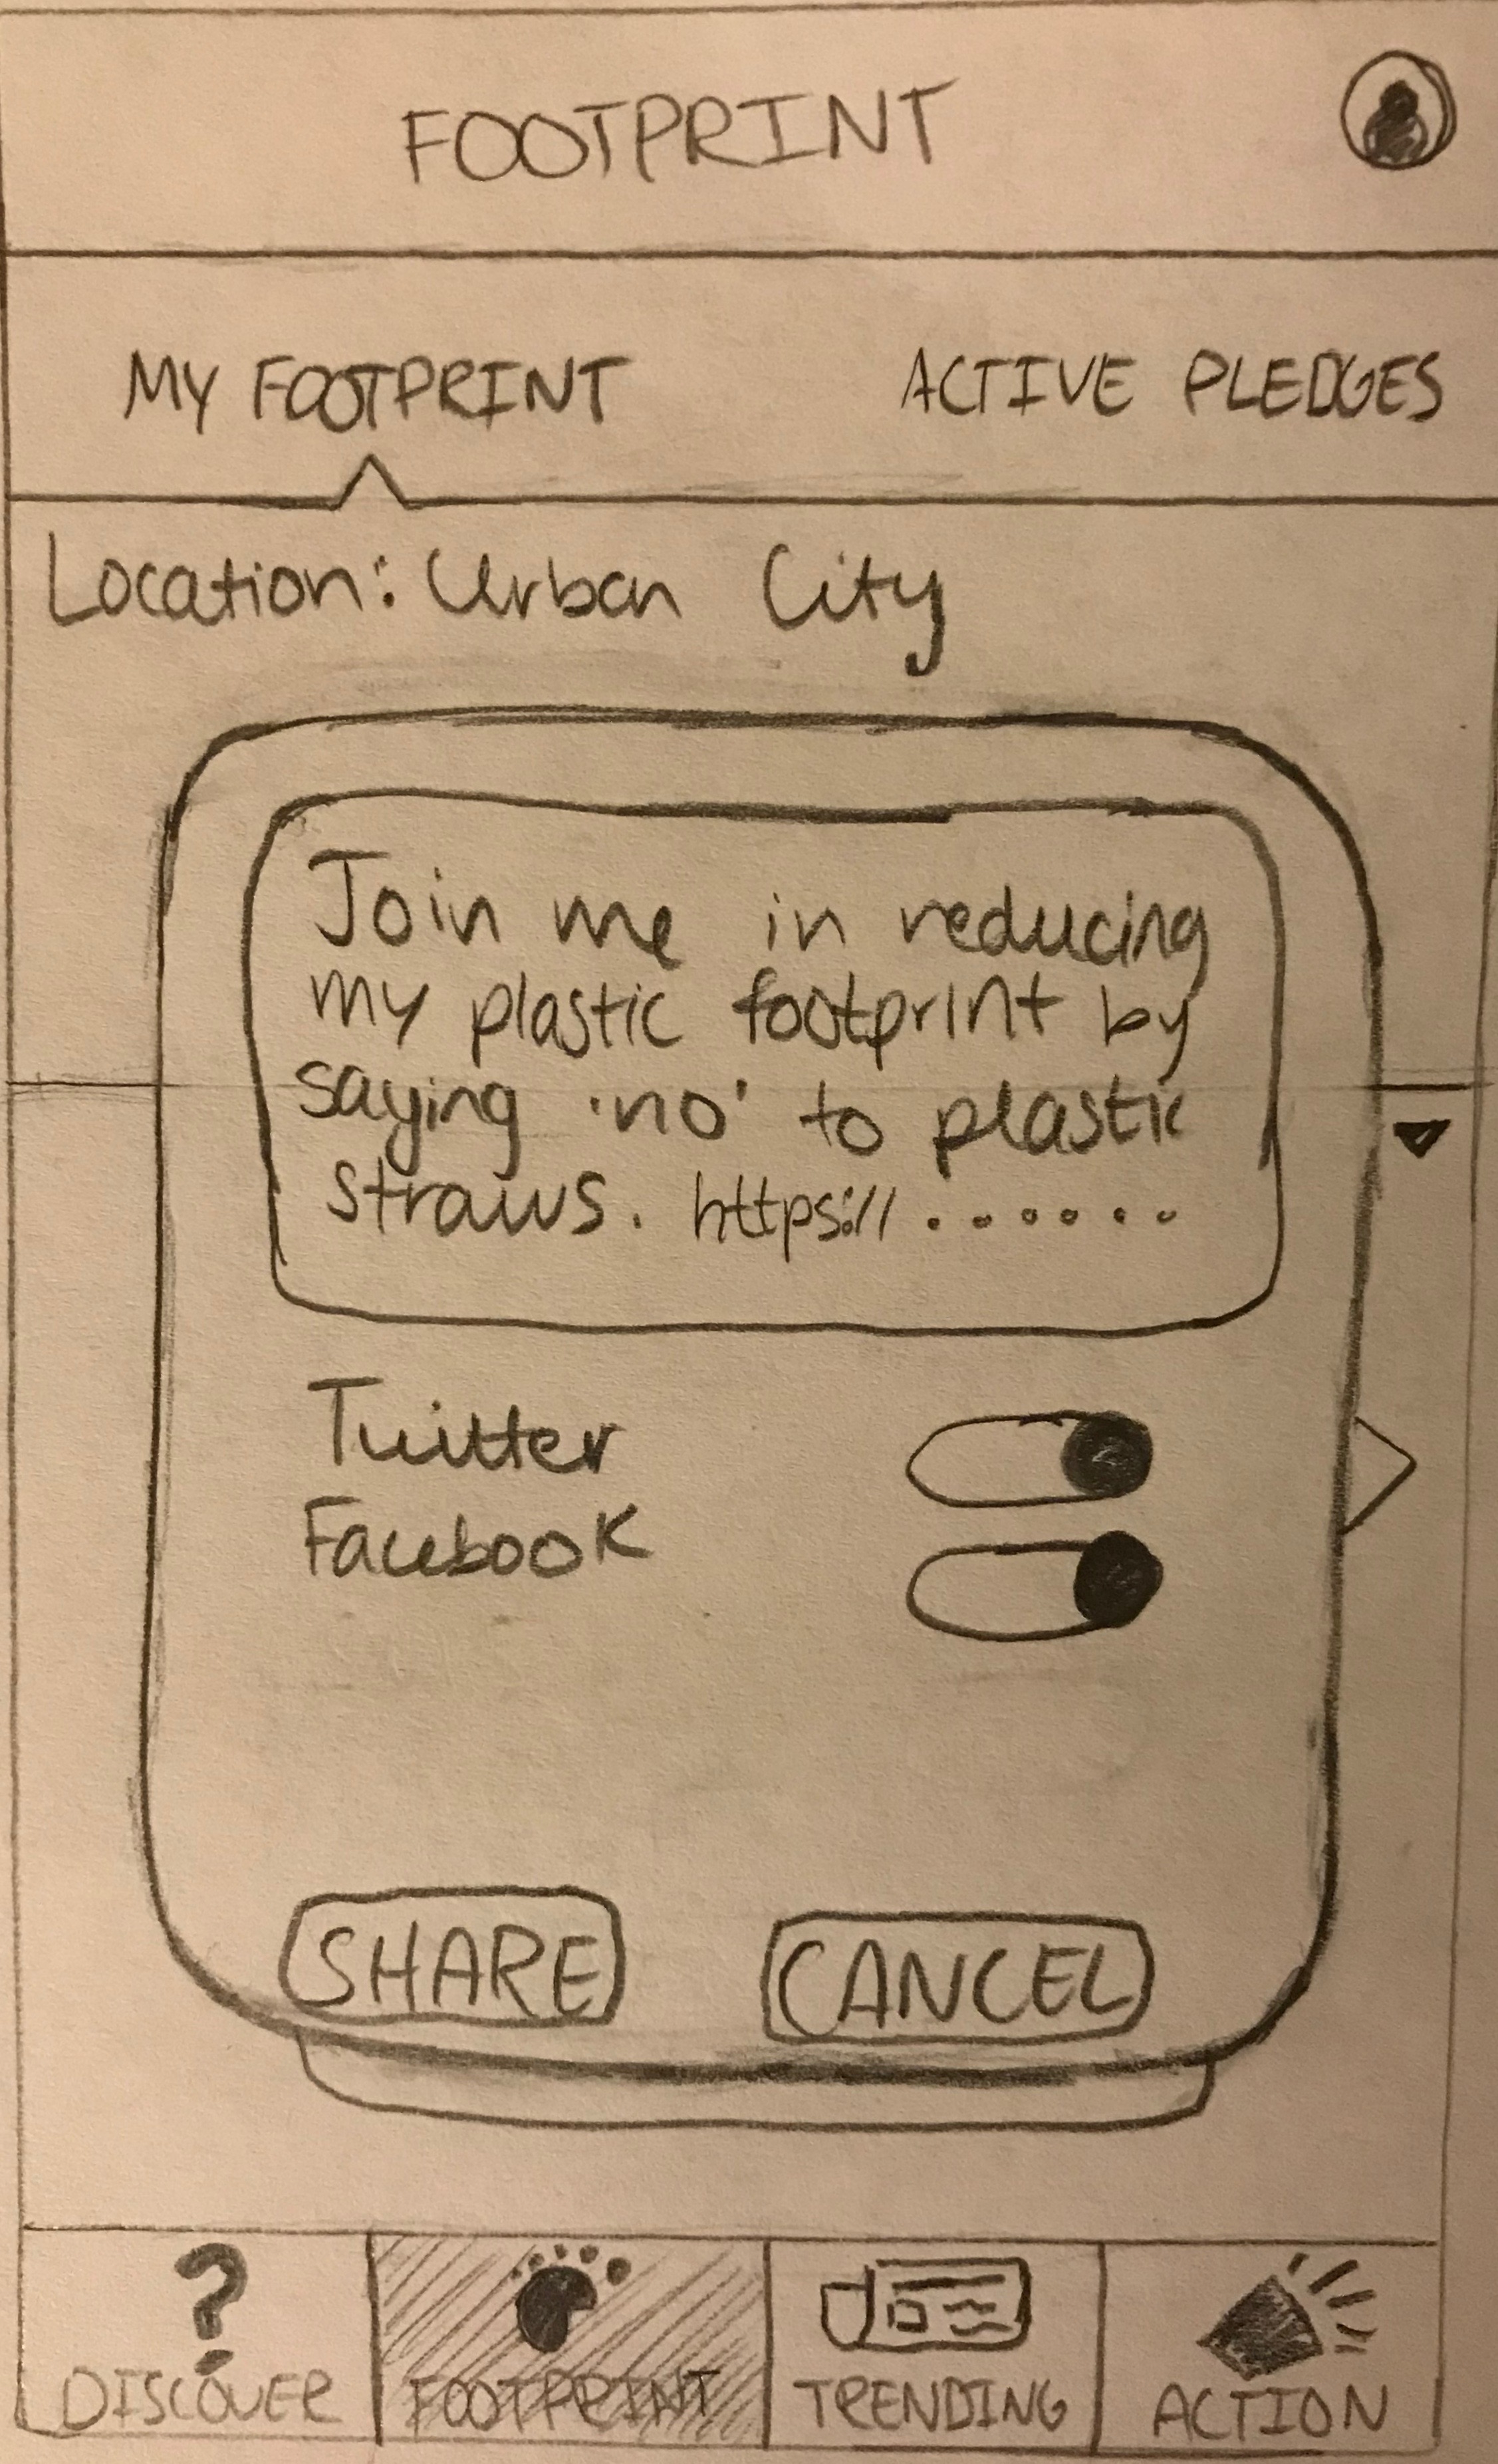 FOOTPRINT
MY FOOTPRINT ACTIVE PLEDGES
Location: Urban City
Join me in reducing
my plastic footprint by
saying 'no' to plastic
straws. https:// .......
Twitter
Facebook
SHARE CANCEL
?
DISCOVER FOOTPRINT TRENDING ACTION